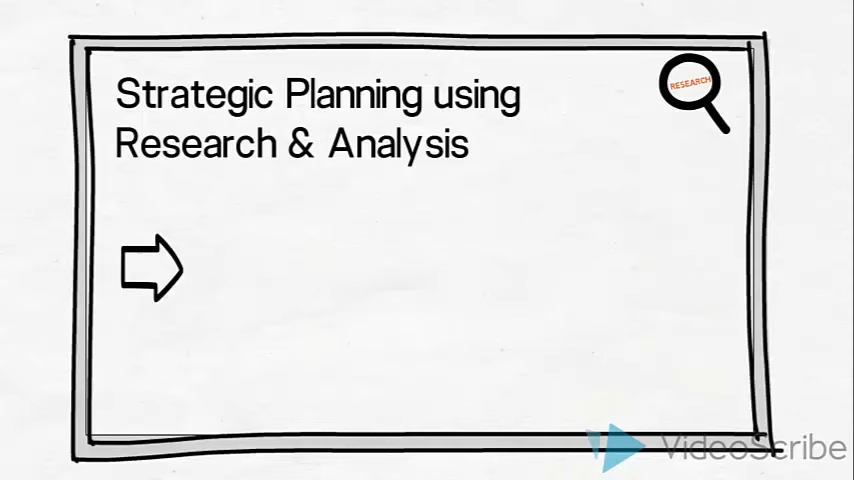 Strategic Planning using
Research & Analysis
RESEARCH
VideoScribe